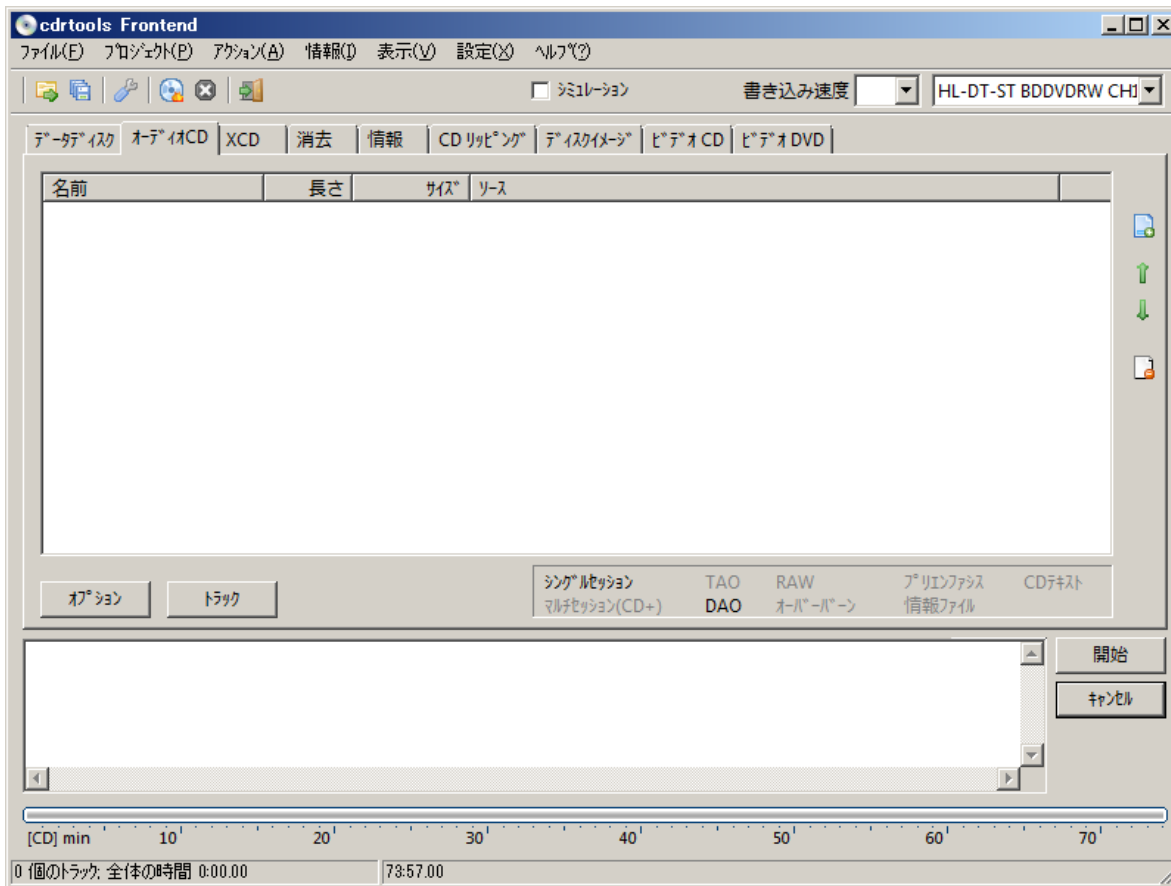 cdrtools Frontend
ﾌｧｲﾙ(F) ﾌﾟﾛｼﾞｪｸﾄ(P) ｱｸｼｮﾝ(A) 情報(I) 表示(V) 設定(X) ﾍﾙﾌﾟ(?)
ｼﾐｭﾚｰｼｮﾝ 書き込み速度 HL-DT-ST BDDVDRW CH1
ﾃﾞｰﾀﾃﾞｨｽｸ ｵｰﾃﾞｨｵCD XCD 消去 情報 CD ﾘｯﾋﾟﾝｸﾞ ﾃﾞｨｽｸｲﾒｰｼﾞ ﾋﾞﾃﾞｵ CD ﾋﾞﾃﾞｵ DVD
名前 長さ ｻｲｽﾞ ｿｰｽ
ｵﾌﾟｼｮﾝ ﾄﾗｯｸ
ｼﾝｸﾞﾙｾｯｼｮﾝ TAO RAW ﾌﾟﾘｴﾝﾌｧｼｽ CDﾃｷｽﾄ
ﾏﾙﾁｾｯｼｮﾝ(CD+) DAO ｵｰﾊﾞｰﾊﾞｰﾝ 情報ﾌｧｲﾙ
開始
ｷｬﾝｾﾙ
[CD] min 10' 20' 30' 40' 50' 60' 70'
0 個のﾄﾗｯｸ; 全体の時間 0:00.00 73:57.00